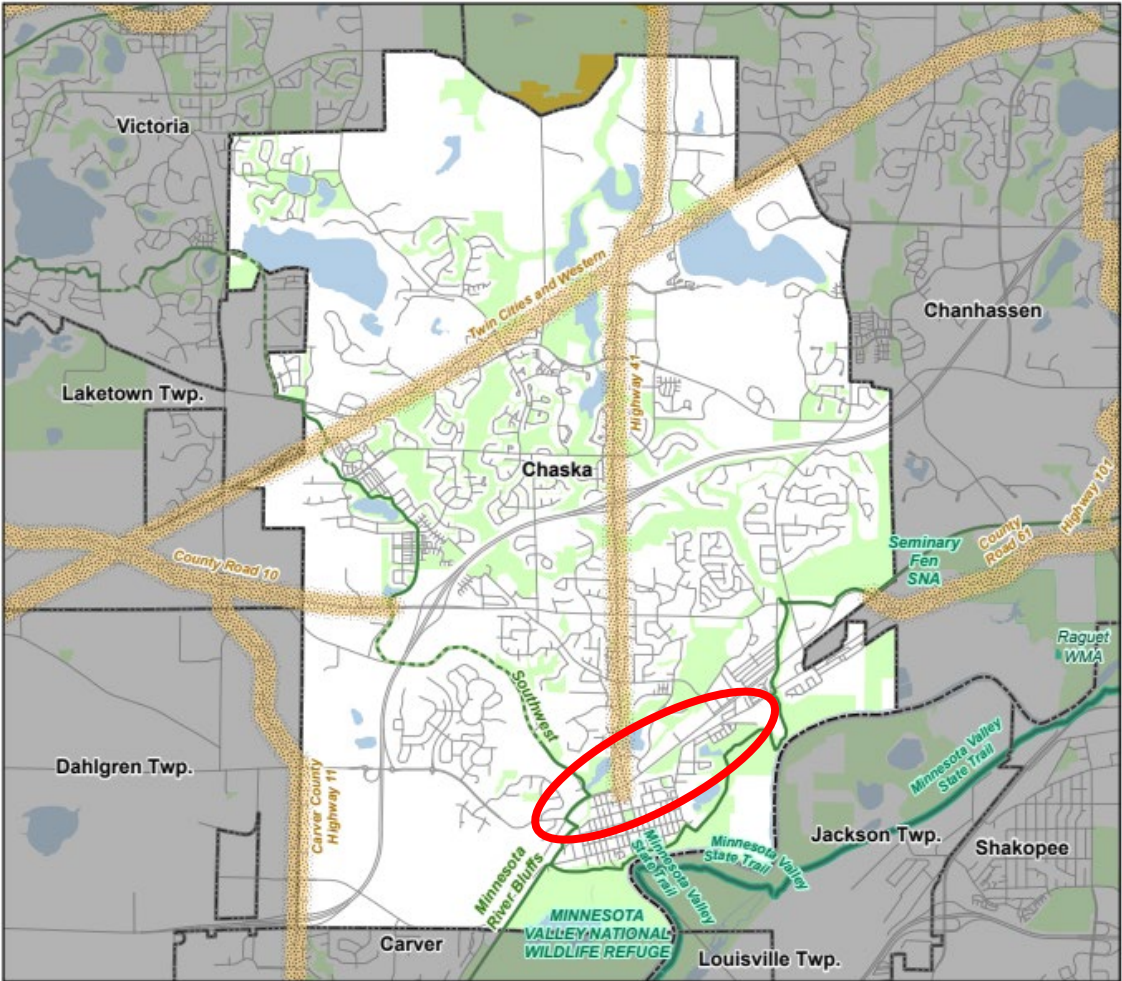 Victoria
Twin Cities and Western
Chanhassen
Laketown Twp.
Highway 41
Chaska
Highway 101
County
Road 61
Seminary
Fen
SNA
County Road 10
Raguet
WMA
Southwest
Minnesota Valley
State Trail
Dahlgren Twp.
Carver County
Highway 11
Jackson Twp.
Shakopee
Minnesota Valley
State Trail
Minnesota Valley
State Trail
Minnesota
River Bluffs
MINNESOTA
VALLEY NATIONAL
WILDLIFE REFUGE
Carver
Louisville Twp.